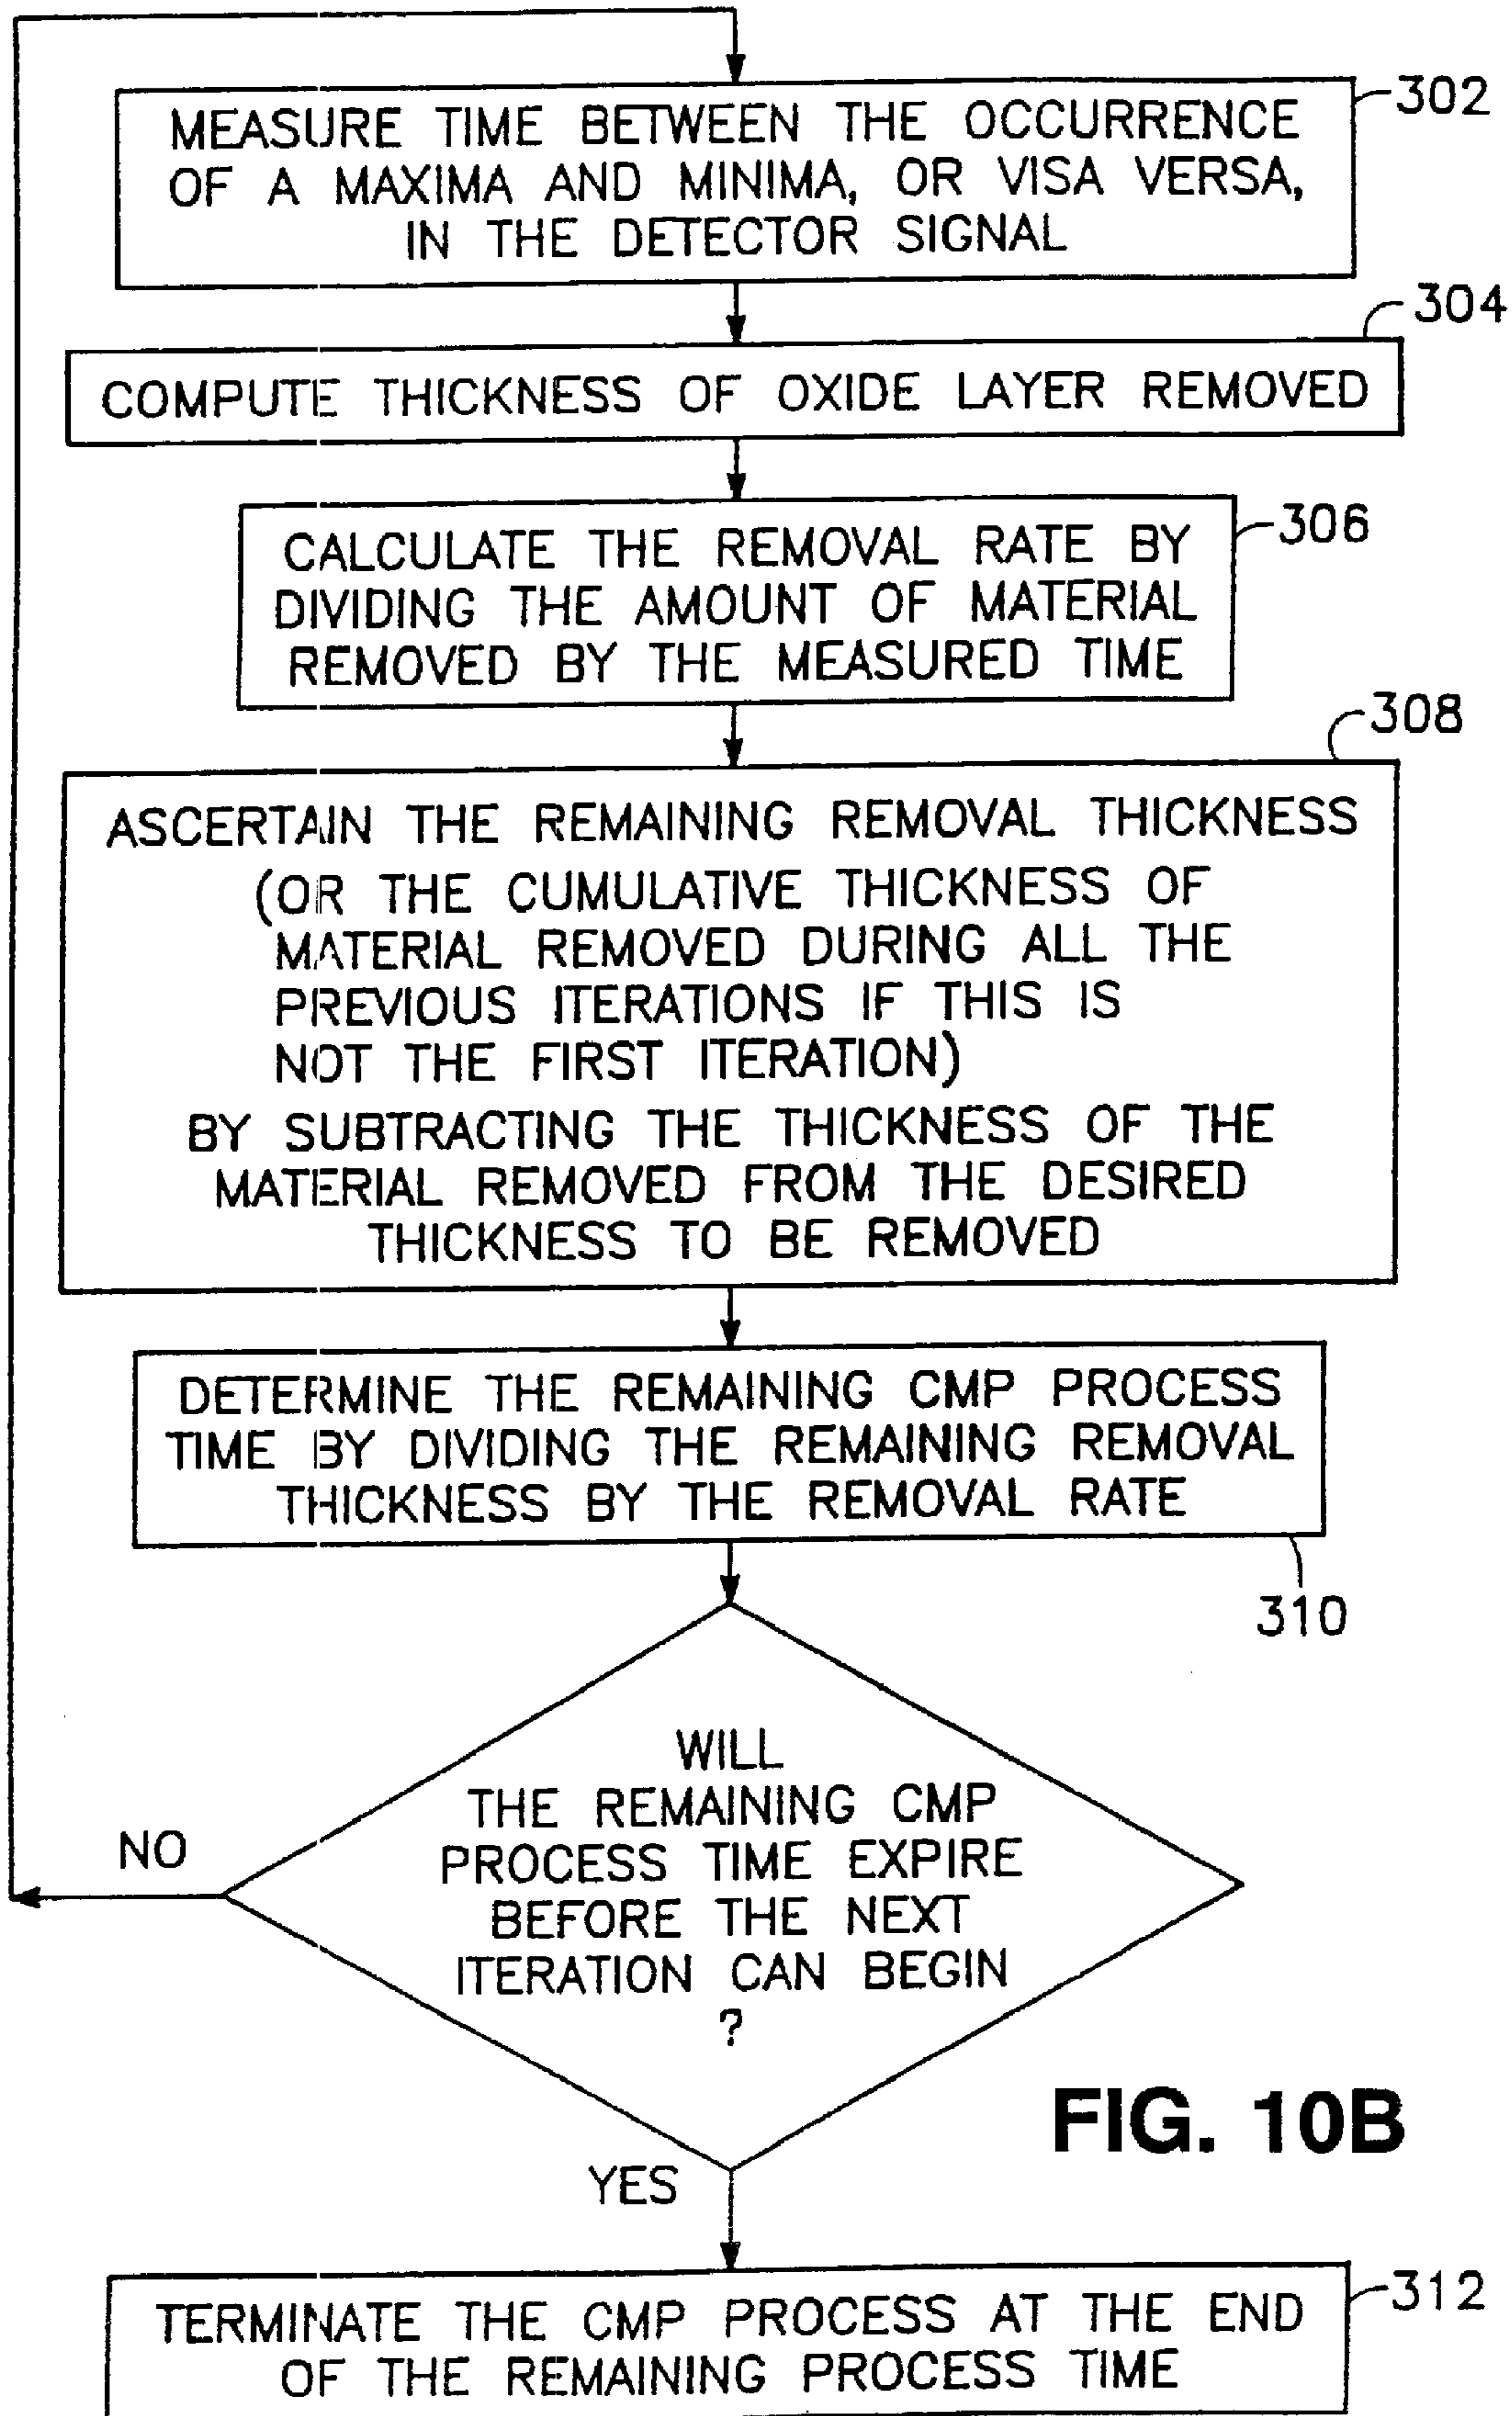 302
MEASURE TIME BETWEEN THE OCCURRENCE
OF A MAXIMA AND MINIMA, OR VISA VERSA,
IN THE DETECTOR SIGNAL
304
COMPUTE THICKNESS OF OXIDE LAYER REMOVED
306
CALCULATE THE REMOVAL RATE BY
DIVIDING THE AMOUNT OF MATERIAL
REMOVED BY THE MEASURED TIME
308
ASCERTAIN THE REMAINING REMOVAL THICKNESS
(OR THE CUMULATIVE THICKNESS OF
MATERIAL REMOVED DURING ALL THE
PREVIOUS ITERATIONS IF THIS IS
NOT THE FIRST ITERATION)
BY SUBTRACTING THE THICKNESS OF THE
MATERIAL REMOVED FROM THE DESIRED
THICKNESS TO BE REMOVED
DETERMINE THE REMAINING CMP PROCESS
TIME BY DIVIDING THE REMAINING REMOVAL
THICKNESS BY THE REMOVAL RATE
310
WILL
THE REMAINING CMP
PROCESS TIME EXPIRE
BEFORE THE NEXT
ITERATION CAN BEGIN
?
NO
YES
FIG. 10B
312
TERMINATE THE CMP PROCESS AT THE END
OF THE REMAINING PROCESS TIME